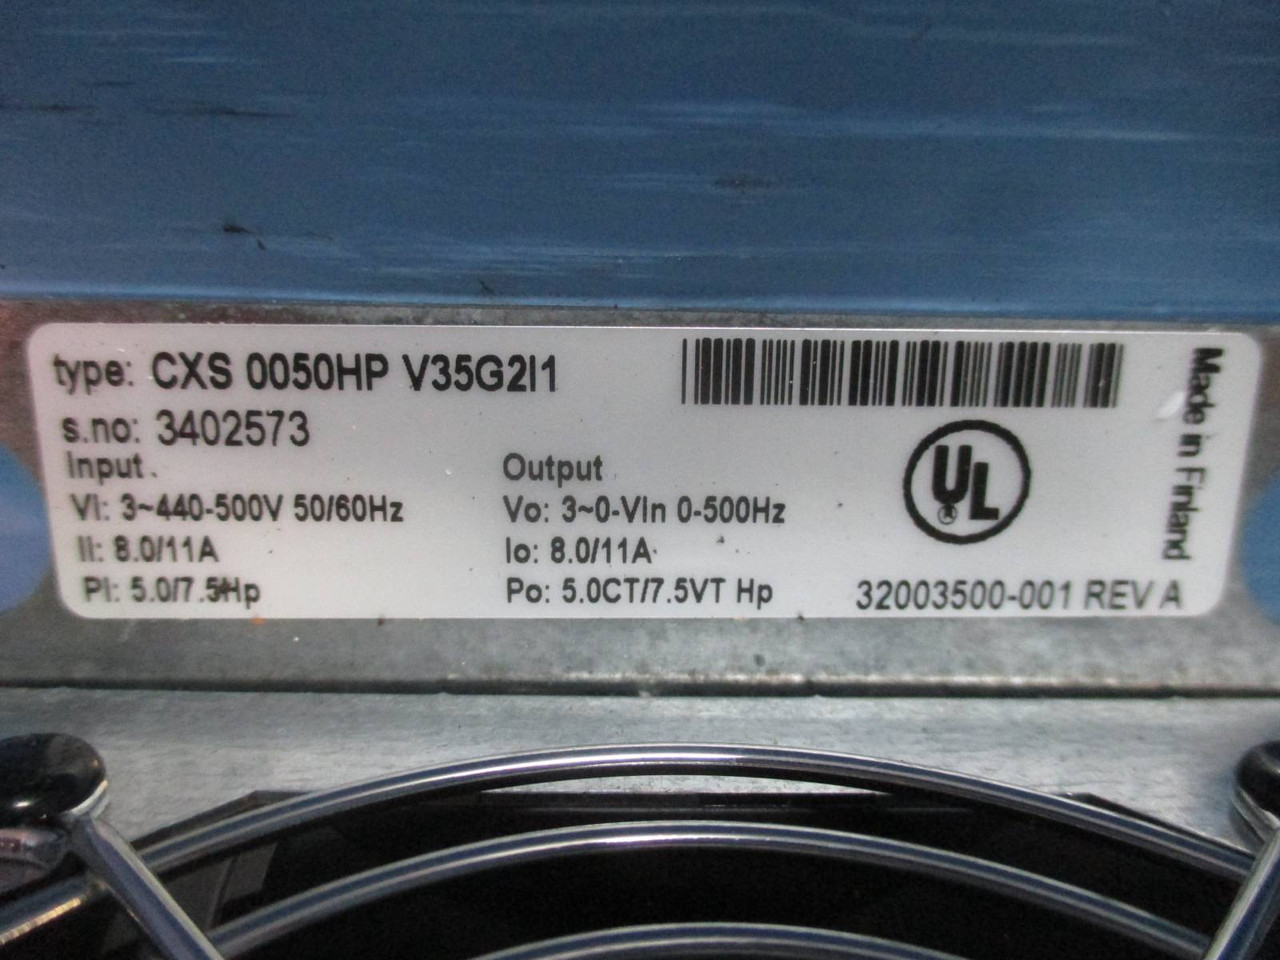 type: CXS 0050HP V35G2I1
s.no: 3402573
Input
VI: 3~440-500V 50/60Hz
Ii: 8.0/11A
PI: 5.0/7.5Hp
Output
Vo: 3~0-VIn 0-500Hz
Io: 8.0/11A
Po: 5.0CT/7.5VT Hp
UL
®
32003500-001 REV A
Made in Finland